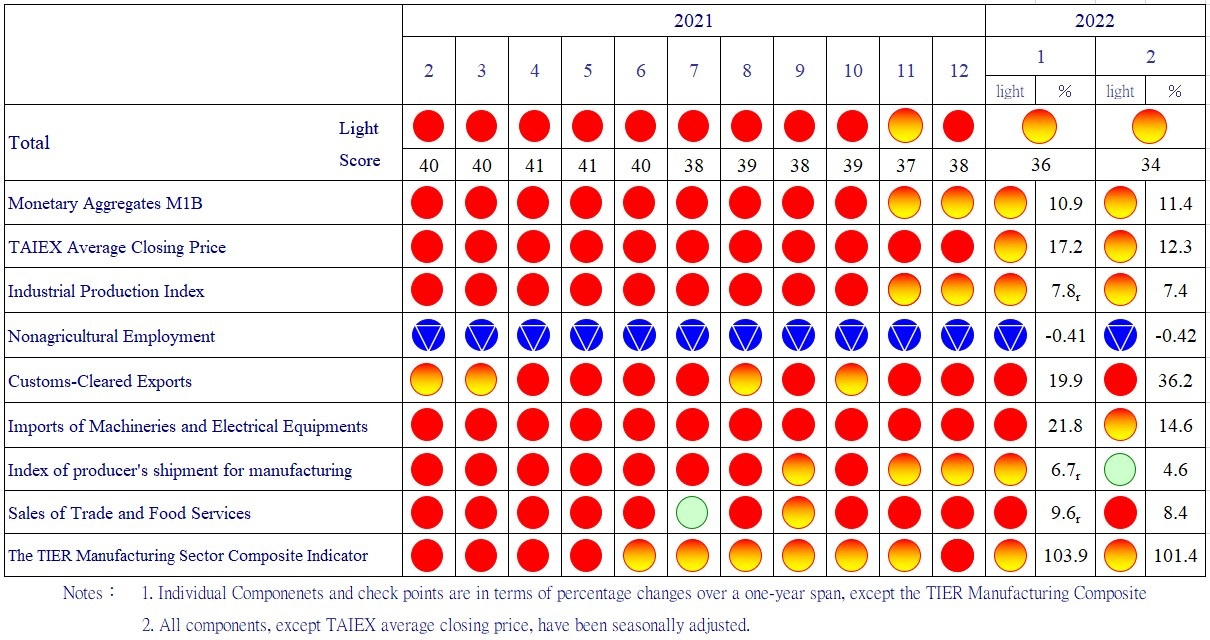 2021 2022
2 3 4 5 6 7 8 9 10 11 12 1 2
light % light %
Total Light
Score 40 40 41 41 40 38 39 38 39 37 38 36 34
Monetary Aggregates M1B 10.9 11.4
TAIEX Average Closing Price 17.2 12.3
Industrial Production Index 7.8r 7.4
Nonagricultural Employment -0.41 -0.42
Customs-Cleared Exports 19.9 36.2
Imports of Machineries and Electrical Equipments 21.8 14.6
Index of producer's shipment for manufacturing 6.7r 4.6
Sales of Trade and Food Services 9.6r 8.4
The TIER Manufacturing Sector Composite Indicator 103.9 101.4
Notes： 1. Individual Componenets and check points are in terms of percentage changes over a one-year span, except the TIER Manufacturing Composite
2. All components, except TAIEX average closing price, have been seasonally adjusted.